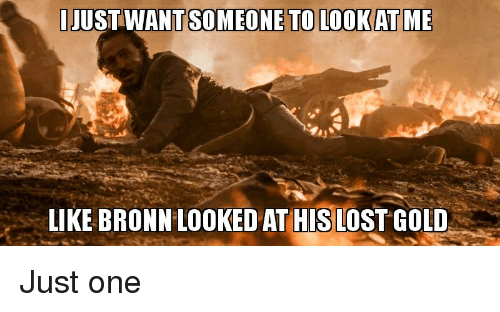 I JUST WANT SOMEONE TO LOOK AT ME
LIKE BRONN LOOKED AT HIS LOST GOLD
Just one